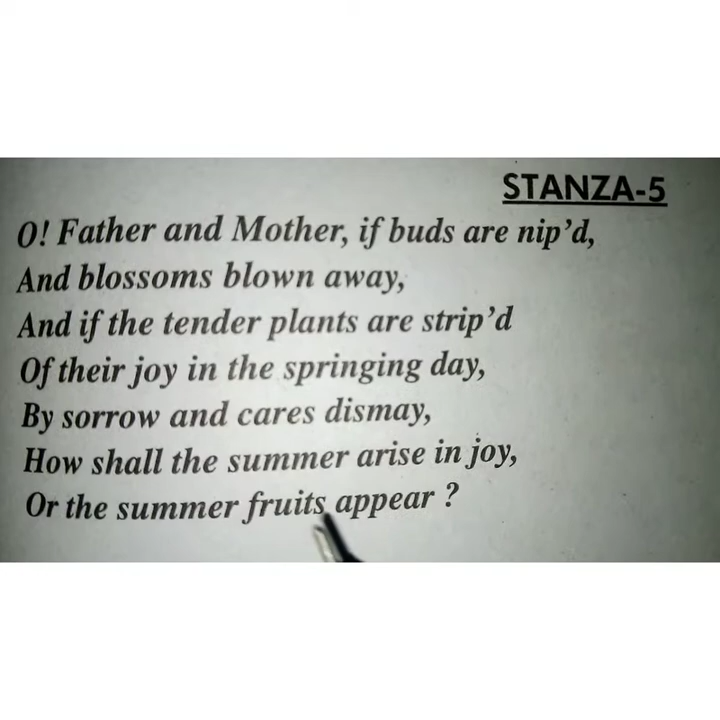 STANZA-5
O! Father and Mother, if buds are nip’d,
And blossoms blown away,
And if the tender plants are strip’d
Of their joy in the springing day,
By sorrow and cares dismay,
How shall the summer arise in joy,
Or the summer fruits appear ?